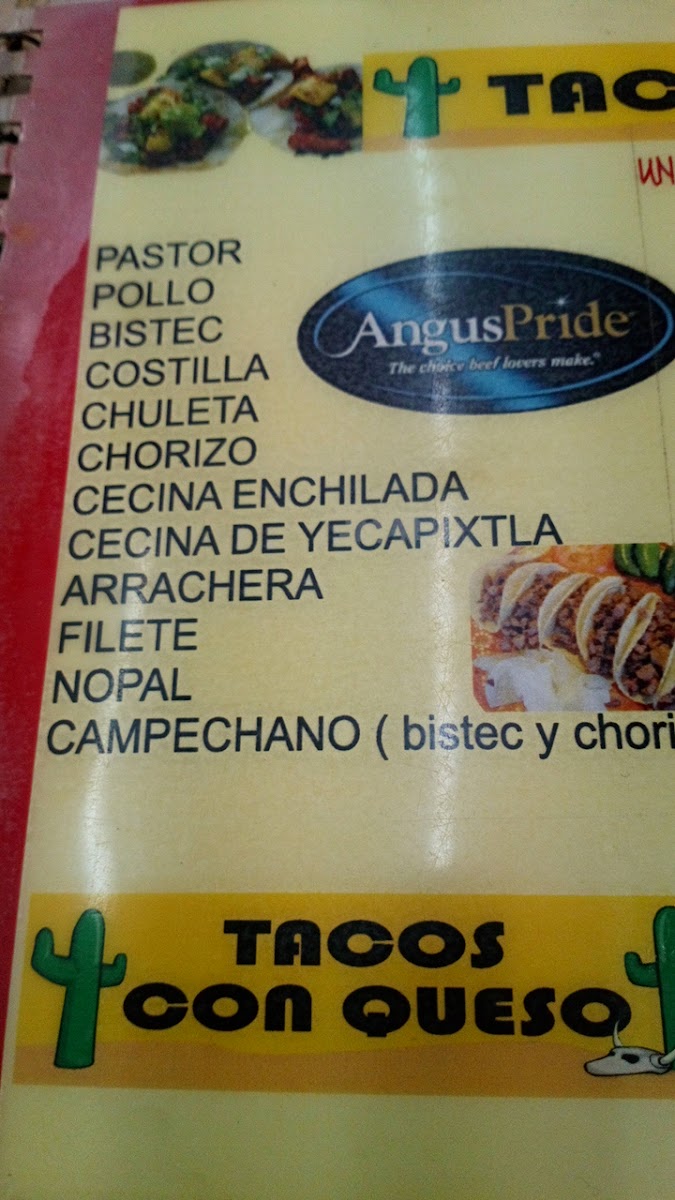 TAC
UN
PASTOR
POLLO
BISTEC
COSTILLA
CHULETA
CHORIZO
CECINA ENCHILADA
CECINA DE YECAPIXTLA
ARRACHERA
FILETE
NOPAL
CAMPECHANO ( bistec y chori
AngusPride
The choice beef lovers make.®
TACOS
CON QUESO